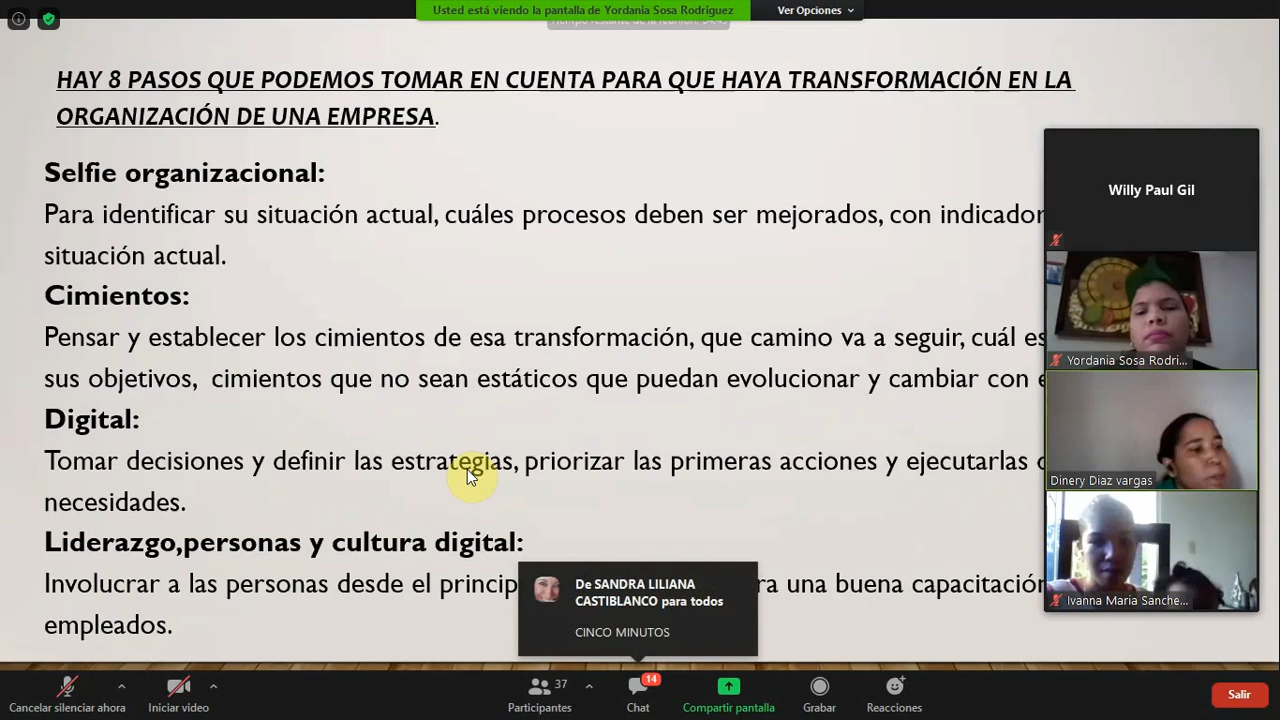 Usted está viendo la pantalla de Yordania Sosa Rodriguez
Ver Opciones
Tiempo restante de la reunión:
HAY 8 PASOS QUE PODEMOS TOMAR EN CUENTA PARA QUE HAYA TRANSFORMACIÓN EN LA
ORGANIZACIÓN DE UNA EMPRESA.
Selfie organizacional:
Para identificar su situación actual, cuáles procesos deben ser mejorados, con indicador
situación actual.
Cimientos:
Pensar y establecer los cimientos de esa transformación, que camino va a seguir, cuál es
sus objetivos, cimientos que no sean estáticos que puedan evolucionar y cambiar con
Digital:
Tomar decisiones y definir las estrategias, priorizar las primeras acciones y ejecutarlas
necesidades.
Liderazgo,personas y cultura digital:
Involucrar a las personas desde el princip
una buena capacitación
empleados.
Willy Paul Gil
Yordania Sosa Rodri...
Dinery Diaz vargas
Ivanna Maria Sanche...
De SANDRA LILIANA
CASTIBLANCO para todos
CINCO MINUTOS
Cancelar silenciar ahora
Iniciar video
37
Participantes
14
Chat
Compartir pantalla
Grabar
Reacciones
Salir